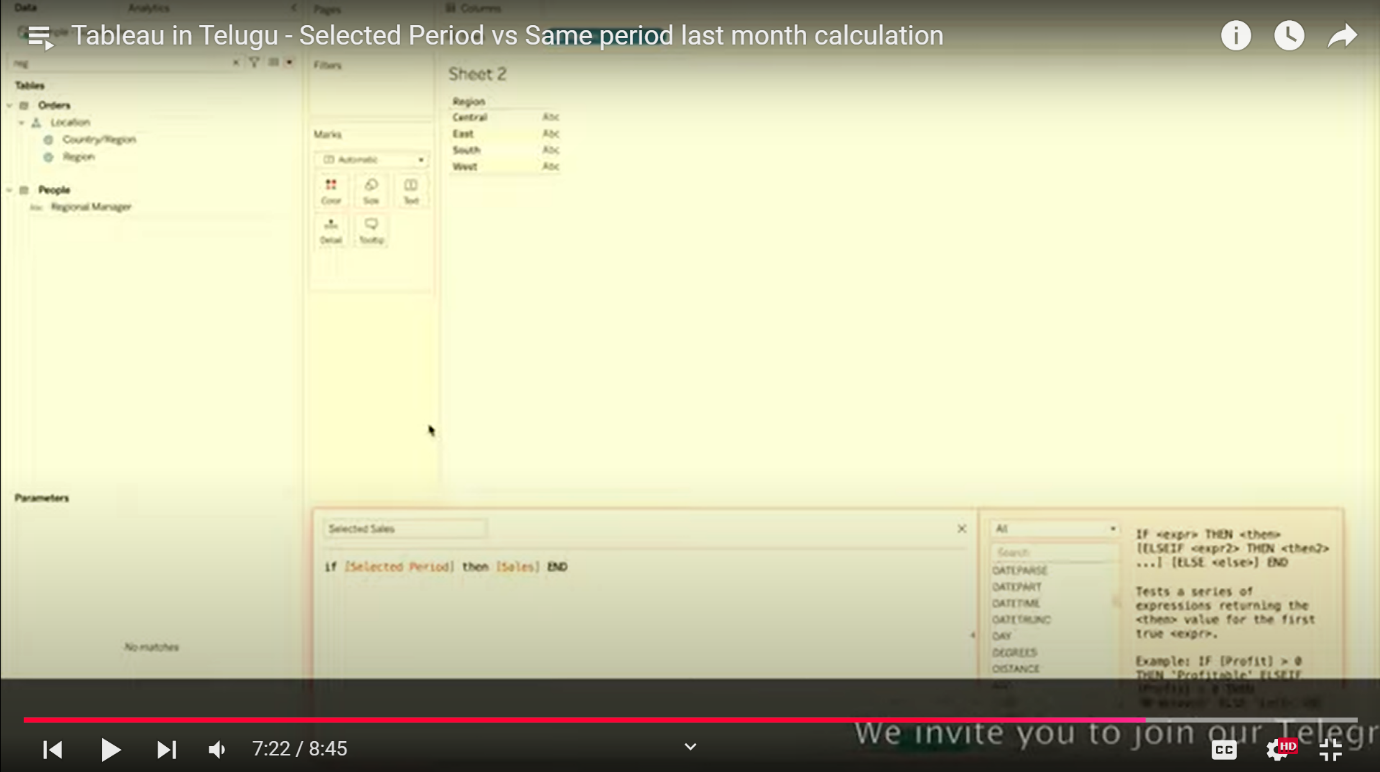 Data Analytics Pages Columns
Tableau in Telugu - Selected Period vs Same period last month calculation
reg
Filters
Sheet 2
Tables
Orders
Location
Country/Region
Region
People
Regional Manager
Marks
Automatic
Color Size Text
Detail Tooltip
Region
Central Abc
East Abc
South Abc
West Abc
Parameters
No matches
Selected Sales
if [Selected Period] then [Sales] END
All
Search
DATEPARSE
DATEPART
DATETIME
DATETRUNC
DAY
DEGREES
DISTANCE
IF <expr> THEN <then>
[ELSEIF <expr2> THEN <then2>
...] [ELSE <else>] END
Tests a series of
expressions returning the
<then> value for the first
true <expr>.
Example: IF [Profit] > 0
THEN 'Profitable' ELSEIF
We invite you to join our Telegr
7:22 / 8:45
CC
HD